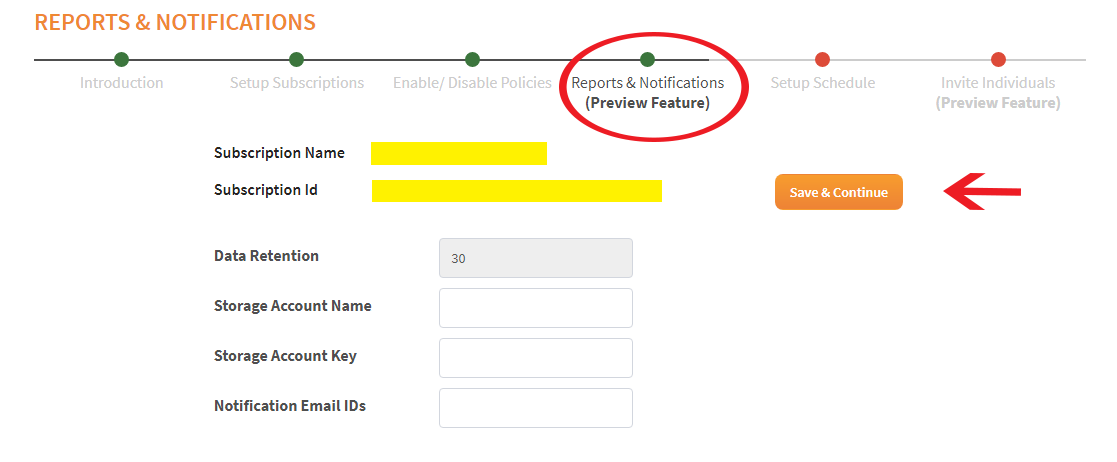 REPORTS & NOTIFICATIONS
Introduction
Setup Subscriptions
Enable/ Disable Policies
Reports & Notifications
(Preview Feature)
Setup Schedule
Invite Individuals
(Preview Feature)
Subscription Name
Subscription Id
Save & Continue
Data Retention
30
Storage Account Name
Storage Account Key
Notification Email IDs